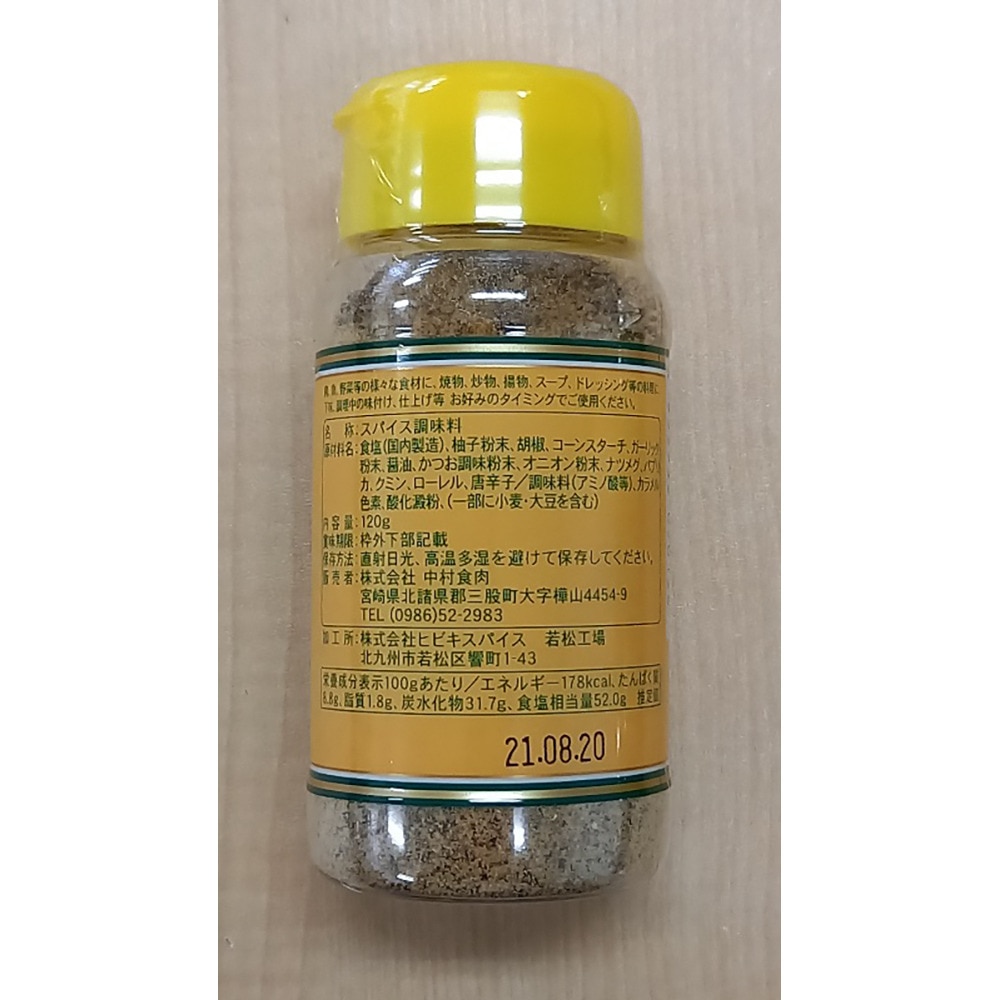 魚、野菜等の様々な食材に、焼物、炒物、揚物、スープ、ドレッシング等の料理に
下味、調理中の味付け、仕上げ等 お好みのタイミングでご使用ください。
名 称：スパイス調味料
原材料名：食塩（国内製造）、柚子粉末、胡椒、コーンスターチ、ガーリック
粉末、醤油、かつお調味粉末、オニオン粉末、ナツメグ、パプリ
カ、クミン、ローレル、唐辛子／調味料（アミノ酸等）、カラメル
色素、酸化澱粉、（一部に小麦・大豆を含む）
内 容 量：120g
賞味期限：枠外下部記載
保存方法：直射日光、高温多湿を避けて保存してください。
販 売 者：株式会社 中村食肉
宮崎県北諸県郡三股町大字樺山4454-9
TEL (0986)52-2983
加 工 所：株式会社ヒビキスパイス 若松工場
北九州市若松区響町1-43
栄養成分表示100gあたり／エネルギー178kcal、たんぱく質
8.8g、脂質1.8g、炭水化物31.7g、食塩相当量52.0g 推定値
21.08.20